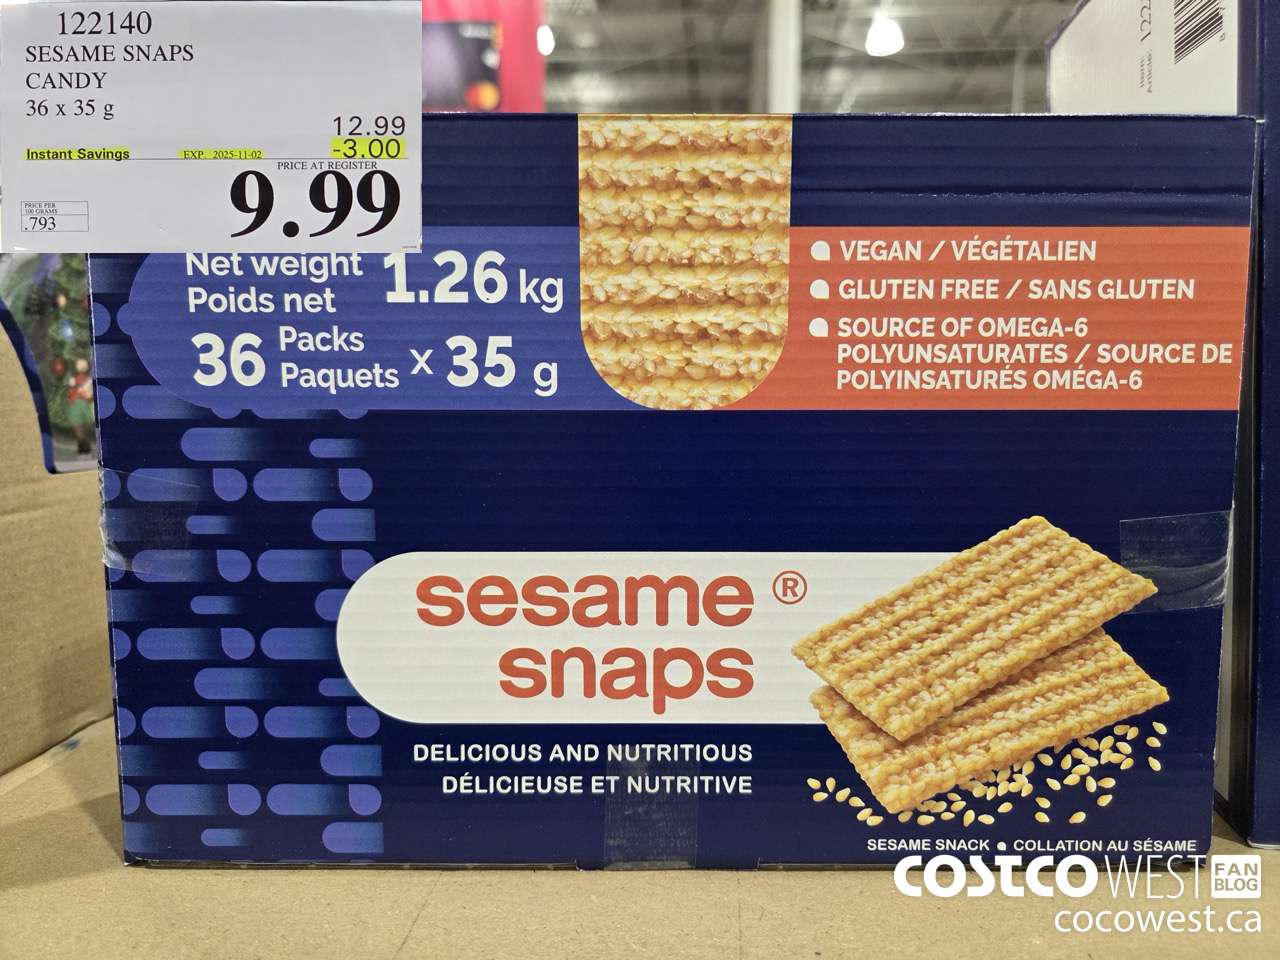 122140
SESAME SNAPS
CANDY
36 x 35 g
12.99
Instant Savings EXP. 2025-11-02 -3.00
PRICE AT REGISTER
9.99
PRICE PER
100 GRAMS
.793
Net weight 1.26 kg
Poids net
36 Packs x 35 g
Paquets
VEGAN / VÉGÉTALIEN
GLUTEN FREE / SANS GLUTEN
SOURCE OF OMEGA-6
POLYUNSATURATES / SOURCE DE
POLYINSATURÉS OMÉGA-6
sesame ®
snaps
DELICIOUS AND NUTRITIOUS
DÉLICIEUSE ET NUTRITIVE
SESAME SNACK • COLLATION AU SÉSAME
COSTCO WEST FAN BLOG
cocowest.ca